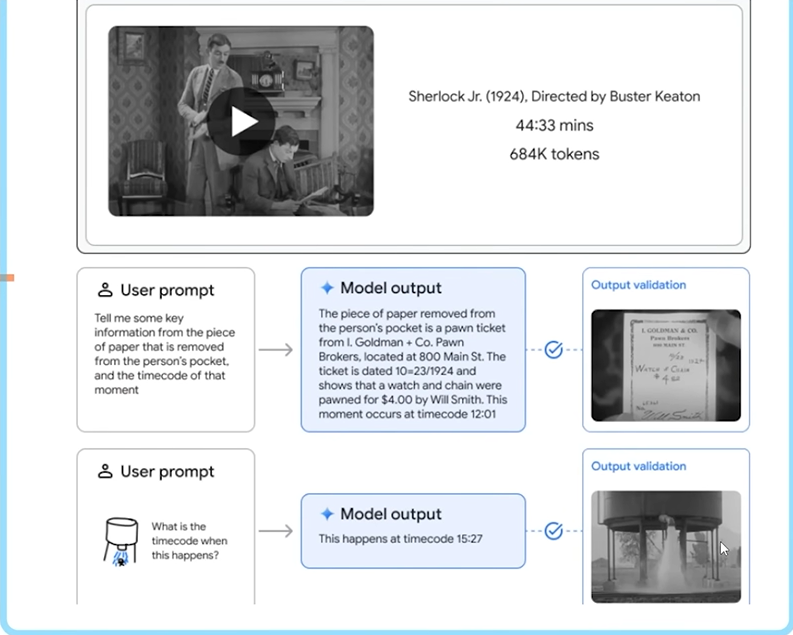 Sherlock Jr. (1924), Directed by Buster Keaton
44:33 mins
684K tokens
User prompt
Tell me some key
information from the piece
of paper that is removed
from the person's pocket,
and the timecode of that
moment
Model output
The piece of paper removed from
the person's pocket is a pawn ticket
from I. Goldman + Co. Pawn
Brokers, located at 800 Main St. The
ticket is dated 10=23/1924 and
shows that a watch and chain were
pawned for $4.00 by Will Smith. This
moment occurs at timecode 12:01
Output validation
I. GOLDMAN & CO.
Pawn Brokers
800 MAIN ST
WATCH & CHAIN
Will Smith
User prompt
What is the
timecode when
this happens?
Model output
This happens at timecode 15:27
Output validation